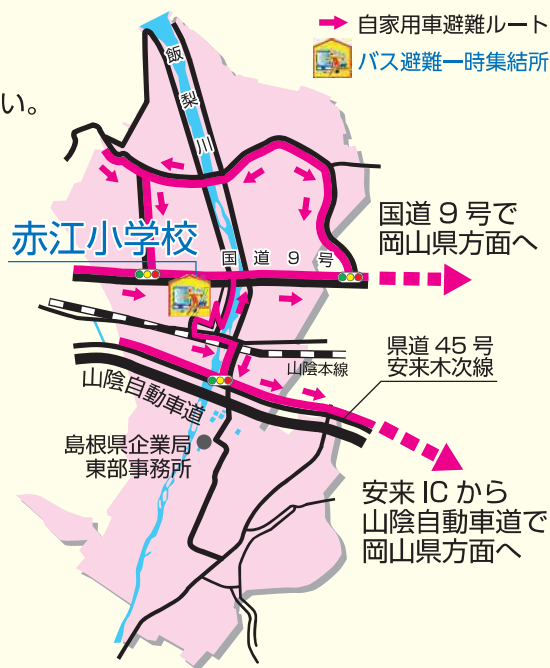 自家用車避難ルート
バス避難一時集結所
い。
飯梨川
赤江小学校
国道9号
国道9号で
岡山県方面へ
山陰本線
県道45号
安来木次線
山陰自動車道
島根県企業局
東部事務所
安来ICから
山陰自動車道で
岡山県方面へ